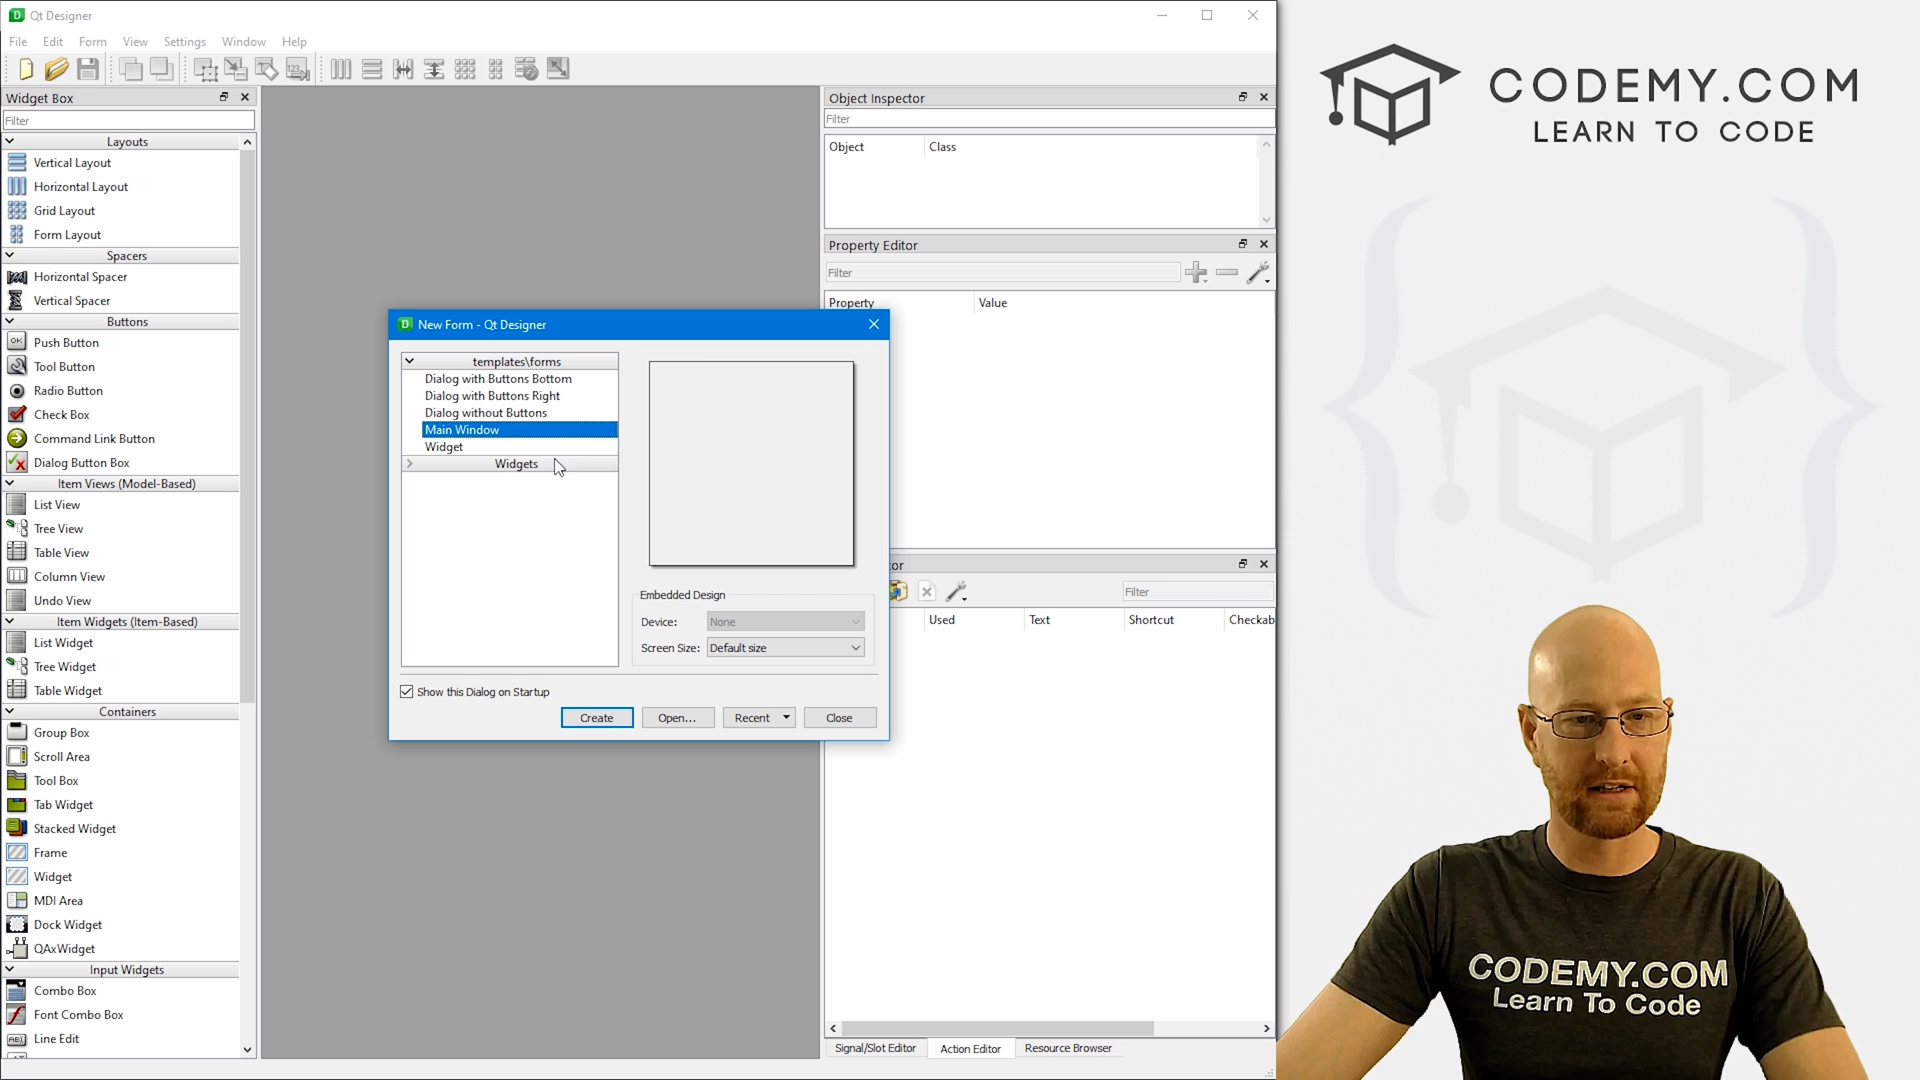 Qt Designer
File Edit Form View Settings Window Help
Widget Box
Filter
Layouts
Vertical Layout
Horizontal Layout
Grid Layout
Form Layout
Spacers
Horizontal Spacer
Vertical Spacer
Buttons
Push Button
Tool Button
Radio Button
Check Box
Command Link Button
Dialog Button Box
Item Views (Model-Based)
List View
Tree View
Table View
Column View
Undo View
Item Widgets (Item-Based)
List Widget
Tree Widget
Table Widget
Containers
Group Box
Scroll Area
Tool Box
Tab Widget
Stacked Widget
Frame
Widget
MDI Area
Dock Widget
QAxWidget
Input Widgets
Combo Box
Font Combo Box
Line Edit
New Form - Qt Designer
templates\forms
Dialog with Buttons Bottom
Dialog with Buttons Right
Dialog without Buttons
Main Window
Widget
Widgets
Embedded Design
Device: None
Screen Size: Default size
Show this Dialog on Startup
Create Open... Recent Close
Object Inspector
Filter
Object Class
Property Editor
Filter
Property Value
or
Filter
Used Text Shortcut Checkab
Signal/Slot Editor Action Editor Resource Browser
CODEMY.COM
LEARN TO CODE
CODEMY.COM
Learn To Code